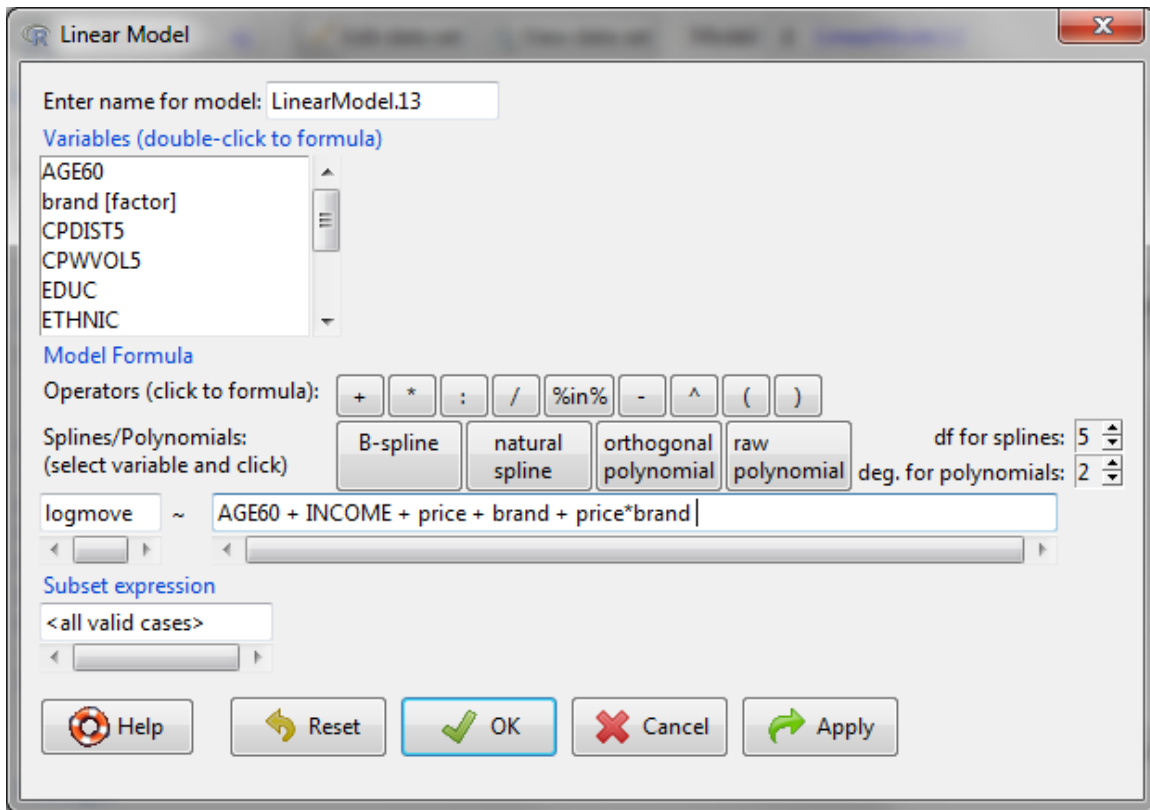 Linear Model
Enter name for model: LinearModel.13
Variables (double-click to formula)
AGE60
brand [factor]
CPDIST5
CPWVOL5
EDUC
ETHNIC
Model Formula
Operators (click to formula): + * : / %in% - ^ ( )
Splines/Polynomials:
(select variable and click)
B-spline
natural
spline
orthogonal
polynomial
raw
polynomial
df for splines: 5
deg. for polynomials: 2
logmove ~ AGE60 + INCOME + price + brand + price*brand
Subset expression
<all valid cases>
Help Reset OK Cancel Apply